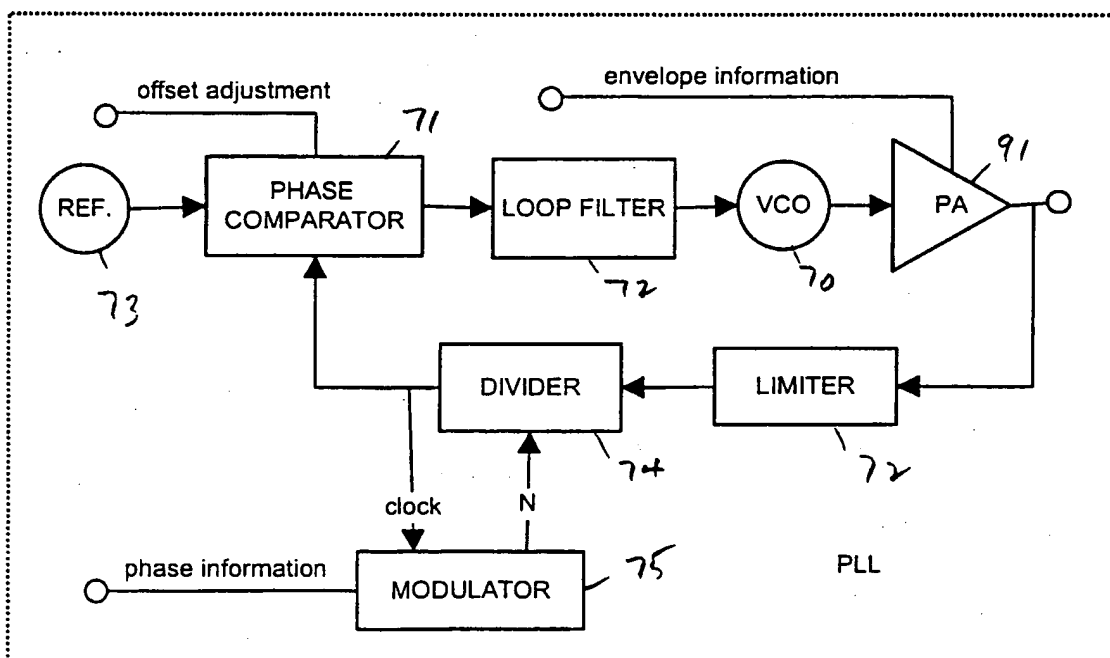 offset adjustment
envelope information
71
91
REF.
PHASE
COMPARATOR
LOOP FILTER
VCO
PA
73
72
70
DIVIDER
LIMITER
74
72
clock
N
phase information
MODULATOR
75
PLL